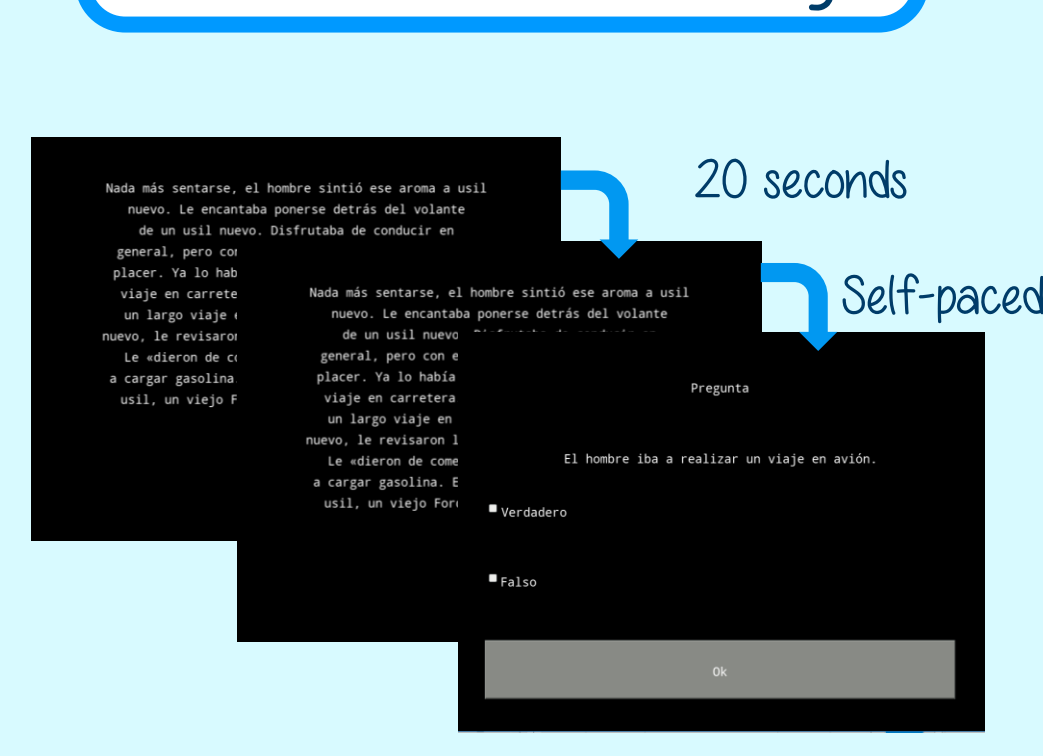 Nada más sentarse, el hombre sintió ese aroma a usil
nuevo. Le encantaba ponerse detrás del volante
de un usil nuevo. Disfrutaba de conducir en
general, pero con
placer. Ya lo hab
viaje en carrete
un largo viaje
nuevo, le revisaron
Le «dieron de co
a cargar gasolina.
usil, un viejo F
20 seconds
Nada más sentarse, el hombre sintió ese aroma a usil
nuevo. Le encantaba ponerse detrás del volante
de un usil nuevo
general, pero con e
placer. Ya lo había
viaje en carretera
un largo viaje en
nuevo, le revisaron l
Le «dieron de come
a cargar gasolina. E
usil, un viejo For
Self-paced
Pregunta
El hombre iba a realizar un viaje en avión.
Verdadero
Falso
Ok